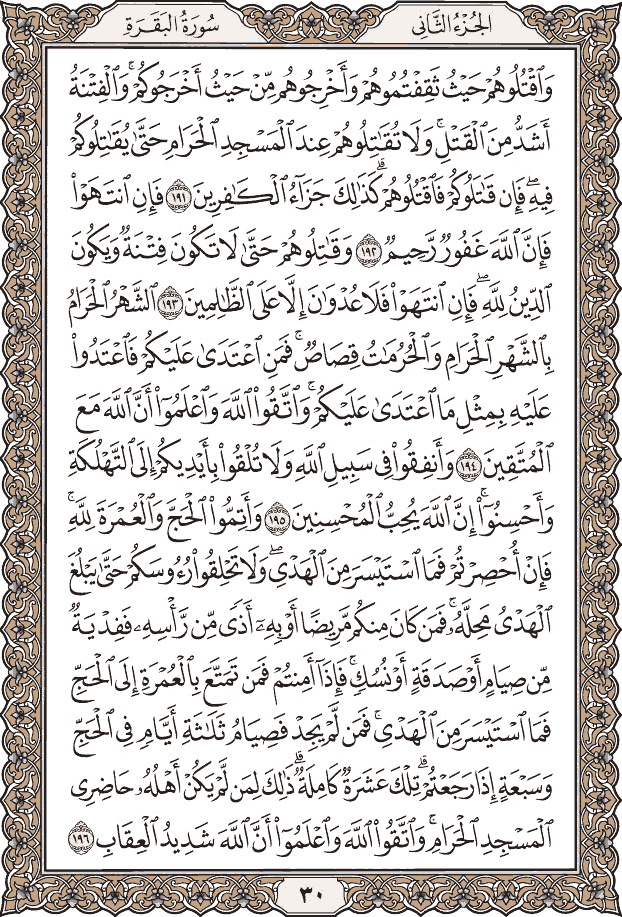 الجُزْءُ الثَّانِي
سُورَةُ البَقَرَةِ
وَٱقْتُلُوهُمْ حَيْثُ ثَقِفْتُمُوهُمْ وَأَخْرِجُوهُم مِّنْ حَيْثُ أَخْرَجُوكُمْ ۚ وَٱلْفِتْنَةُ
أَشَدُّ مِنَ ٱلْقَتْلِ ۚ وَلَا تُقَٰتِلُوهُمْ عِندَ ٱلْمَسْجِدِ ٱلْحَرَامِ حَتَّىٰ يُقَٰتِلُوكُمْ
فِيهِ ۖ فَإِن قَٰتَلُوكُمْ فَٱقْتُلُوهُمْ ۗ كَذَٰلِكَ جَزَآءُ ٱلْكَٰفِرِينَ ١٩١ فَإِنِ ٱنتَهَوْا۟
فَإِنَّ ٱللَّهَ غَفُورٌ رَّحِيمٌ ١٩٢ وَقَٰتِلُوهُمْ حَتَّىٰ لَا تَكُونَ فِتْنَةٌ وَيَكُونَ
ٱلدِّينُ لِلَّهِ ۖ فَإِنِ ٱنتَهَوْا۟ فَلَا عُدْوَٰنَ إِلَّا عَلَى ٱلظَّٰلِمِينَ ١٩٣ ٱلشَّهْرُ ٱلْحَرَامُ
بِٱلشَّهْرِ ٱلْحَرَامِ وَٱلْحُرُمَٰتُ قِصَاصٌ ۚ فَمَنِ ٱعْتَدَىٰ عَلَيْكُمْ فَٱعْتَدُوا۟
عَلَيْهِ بِمِثْلِ مَا ٱعْتَدَىٰ عَلَيْكُمْ ۚ وَٱتَّقُوا۟ ٱللَّهَ وَٱعْلَمُوٓا۟ أَنَّ ٱللَّهَ مَعَ
ٱلْمُتَّقِينَ ١٩٤ وَأَنفِقُوا۟ فِى سَبِيلِ ٱللَّهِ وَلَا تُلْقُوا۟ بِأَيْدِيكُمْ إِلَى ٱلتَّهْلُكَةِ
وَأَحْسِنُوٓا۟ ۚ إِنَّ ٱللَّهَ يُحِبُّ ٱلْمُحْسِنِينَ ١٩٥ وَأَتِمُّوا۟ ٱلْحَجَّ وَٱلْعُمْرَةَ لِلَّهِ ۚ
فَإِنْ أُحْصِرْتُمْ فَمَا ٱسْتَيْسَرَ مِنَ ٱلْهَدْىِ ۖ وَلَا تَحْلِقُوا۟ رُءُوسَكُمْ حَتَّىٰ يَبْلُغَ
ٱلْهَدْىُ مَحِلَّهُۥ ۚ فَمَن كَانَ مِنكُم مَّرِيضًا أَوْ بِهِۦٓ أَذًى مِّن رَّأْسِهِۦ فَفِدْيَةٌ
مِّن صِيَامٍ أَوْ صَدَقَةٍ أَوْ نُسُكٍ ۚ فَإِذَآ أَمِنتُمْ فَمَن تَمَتَّعَ بِٱلْعُمْرَةِ إِلَى ٱلْحَجِّ
فَمَا ٱسْتَيْسَرَ مِنَ ٱلْهَدْىِ ۚ فَمَن لَّمْ يَجِدْ فَصِيَامُ ثَلَٰثَةِ أَيَّامٍ فِى ٱلْحَجِّ
وَسَبْعَةٍ إِذَا رَجَعْتُمْ ۗ تِلْكَ عَشَرَةٌ كَامِلَةٌ ۗ ذَٰلِكَ لِمَن لَّمْ يَكُنْ أَهْلُهُۥ حَاضِرِى
ٱلْمَسْجِدِ ٱلْحَرَامِ ۚ وَٱتَّقُوا۟ ٱللَّهَ وَٱعْلَمُوٓا۟ أَنَّ ٱللَّهَ شَدِيدُ ٱلْعِقَابِ ١٩٦
٣٠